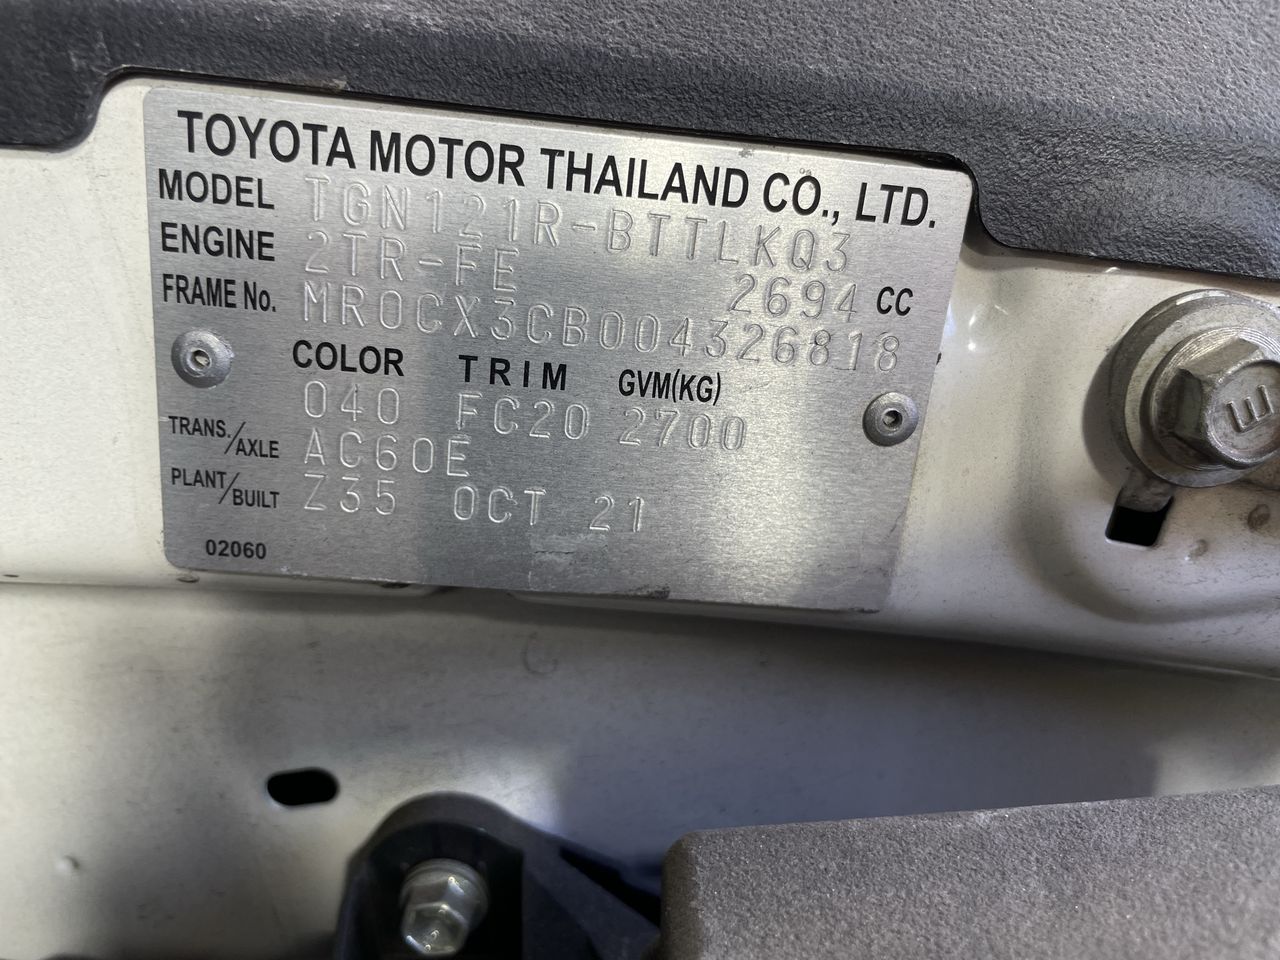 TOYOTA MOTOR THAILAND CO., LTD.
MODEL TGN121R-BTTLKQ3
ENGINE 2TR-FE 2694 CC
FRAME No. MR0CX3CB004326818
COLOR TRIM GVM(KG)
040 FC20 2700
TRANS./AXLE AC60E
PLANT/BUILT Z35 OCT 21
02060
E